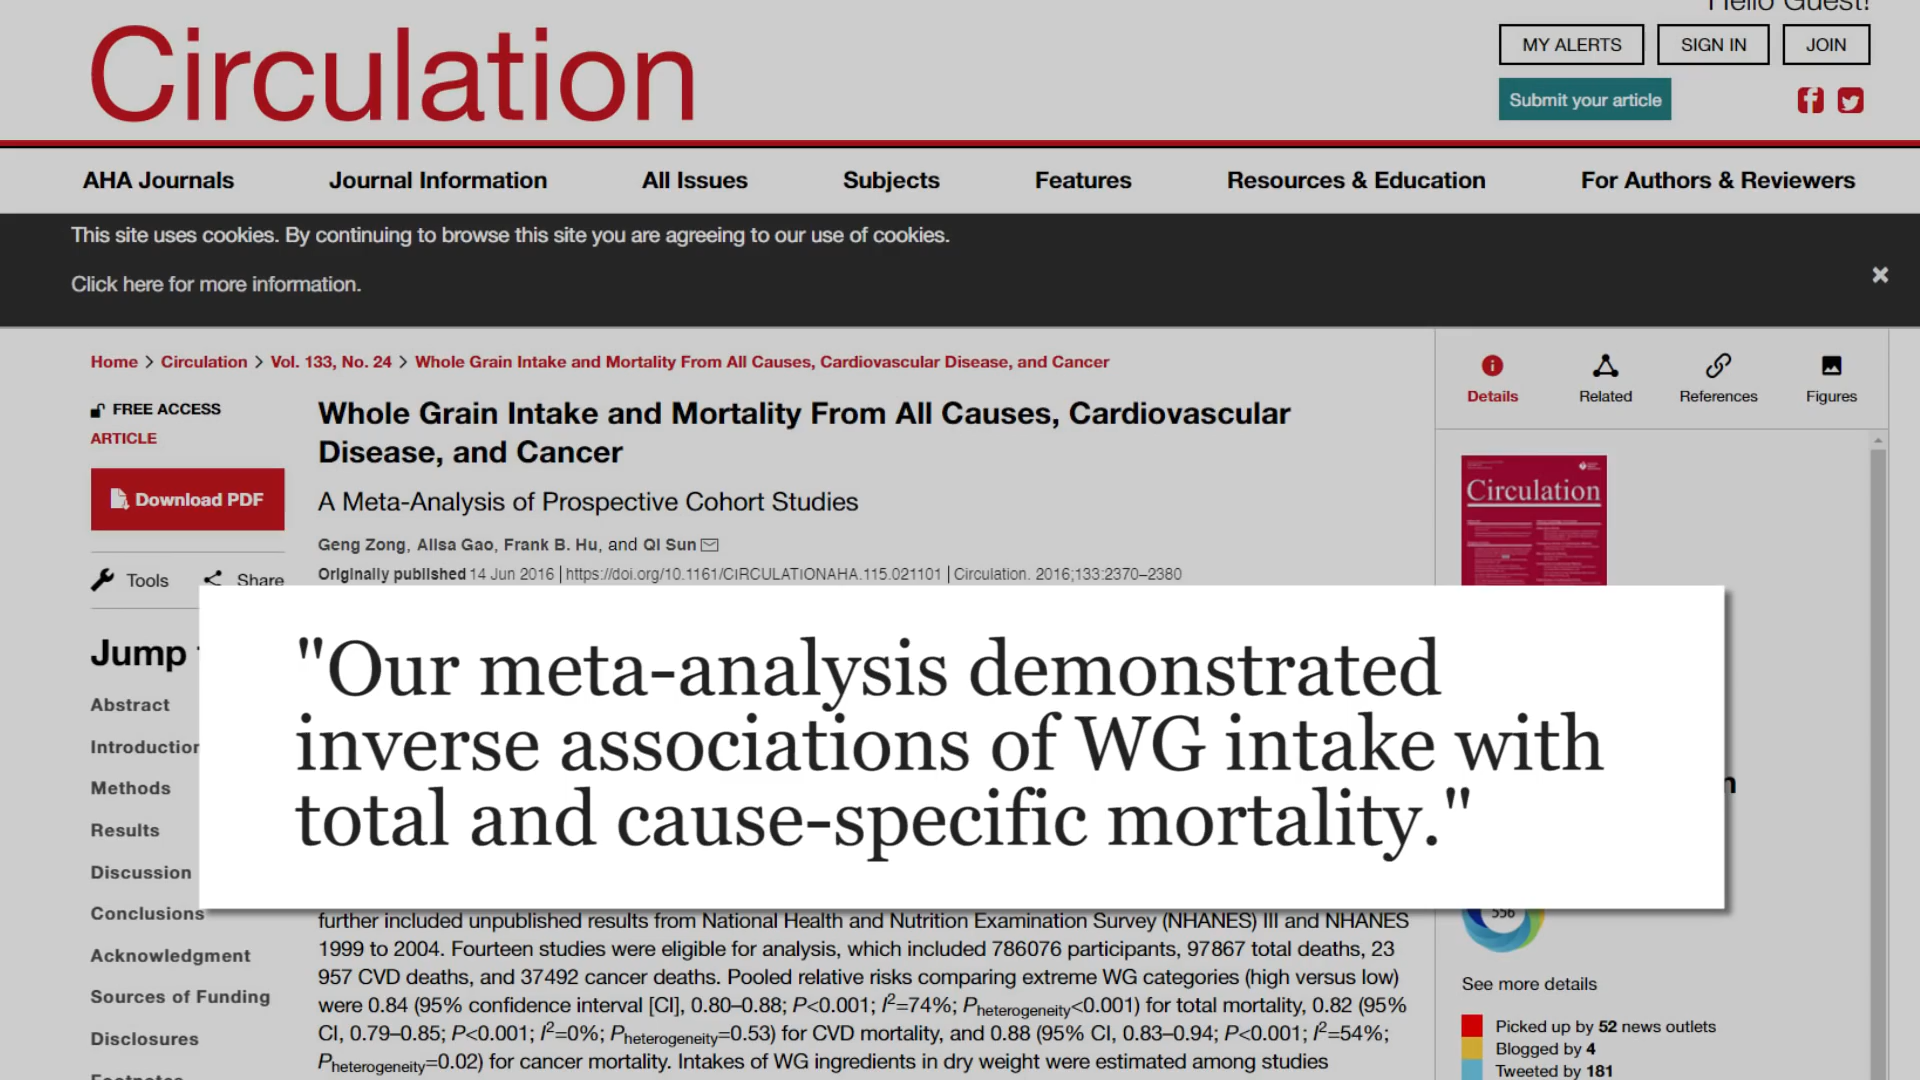 Hello Guest!
Circulation
MY ALERTS
SIGN IN
JOIN
Submit your article
AHA Journals
Journal Information
All Issues
Subjects
Features
Resources & Education
For Authors & Reviewers
This site uses cookies. By continuing to browse this site you are agreeing to our use of cookies.
Click here for more information.
Home > Circulation > Vol. 133, No. 24 > Whole Grain Intake and Mortality From All Causes, Cardiovascular Disease, and Cancer
Details
Related
References
Figures
FREE ACCESS
ARTICLE
Download PDF
Tools
Share
Whole Grain Intake and Mortality From All Causes, Cardiovascular
Disease, and Cancer
A Meta-Analysis of Prospective Cohort Studies
Geng Zong, Alisa Gao, Frank B. Hu, and Qi Sun
Originally published 14 Jun 2016 | https://doi.org/10.1161/CIRCULATIONAHA.115.021101 | Circulation. 2016;133:2370–2380
Circulation
Jump
Abstract
Introduction
Methods
Results
Discussion
Conclusions
Acknowledgment
Sources of Funding
Disclosures
Footnotes
"Our meta-analysis demonstrated
inverse associations of WG intake with
total and cause-specific mortality."
further included unpublished results from National Health and Nutrition Examination Survey (NHANES) III and NHANES
1999 to 2004. Fourteen studies were eligible for analysis, which included 786076 participants, 97867 total deaths, 23
957 CVD deaths, and 37492 cancer deaths. Pooled relative risks comparing extreme WG categories (high versus low)
were 0.84 (95% confidence interval [CI], 0.80–0.88; P<0.001; I2=74%; Pheterogeneity<0.001) for total mortality, 0.82 (95%
CI, 0.79–0.85; P<0.001; I2=0%; Pheterogeneity=0.53) for CVD mortality, and 0.88 (95% CI, 0.83–0.94; P<0.001; I2=54%;
Pheterogeneity=0.02) for cancer mortality. Intakes of WG ingredients in dry weight were estimated among studies
556
See more details
Picked up by 52 news outlets
Blogged by 4
Tweeted by 181